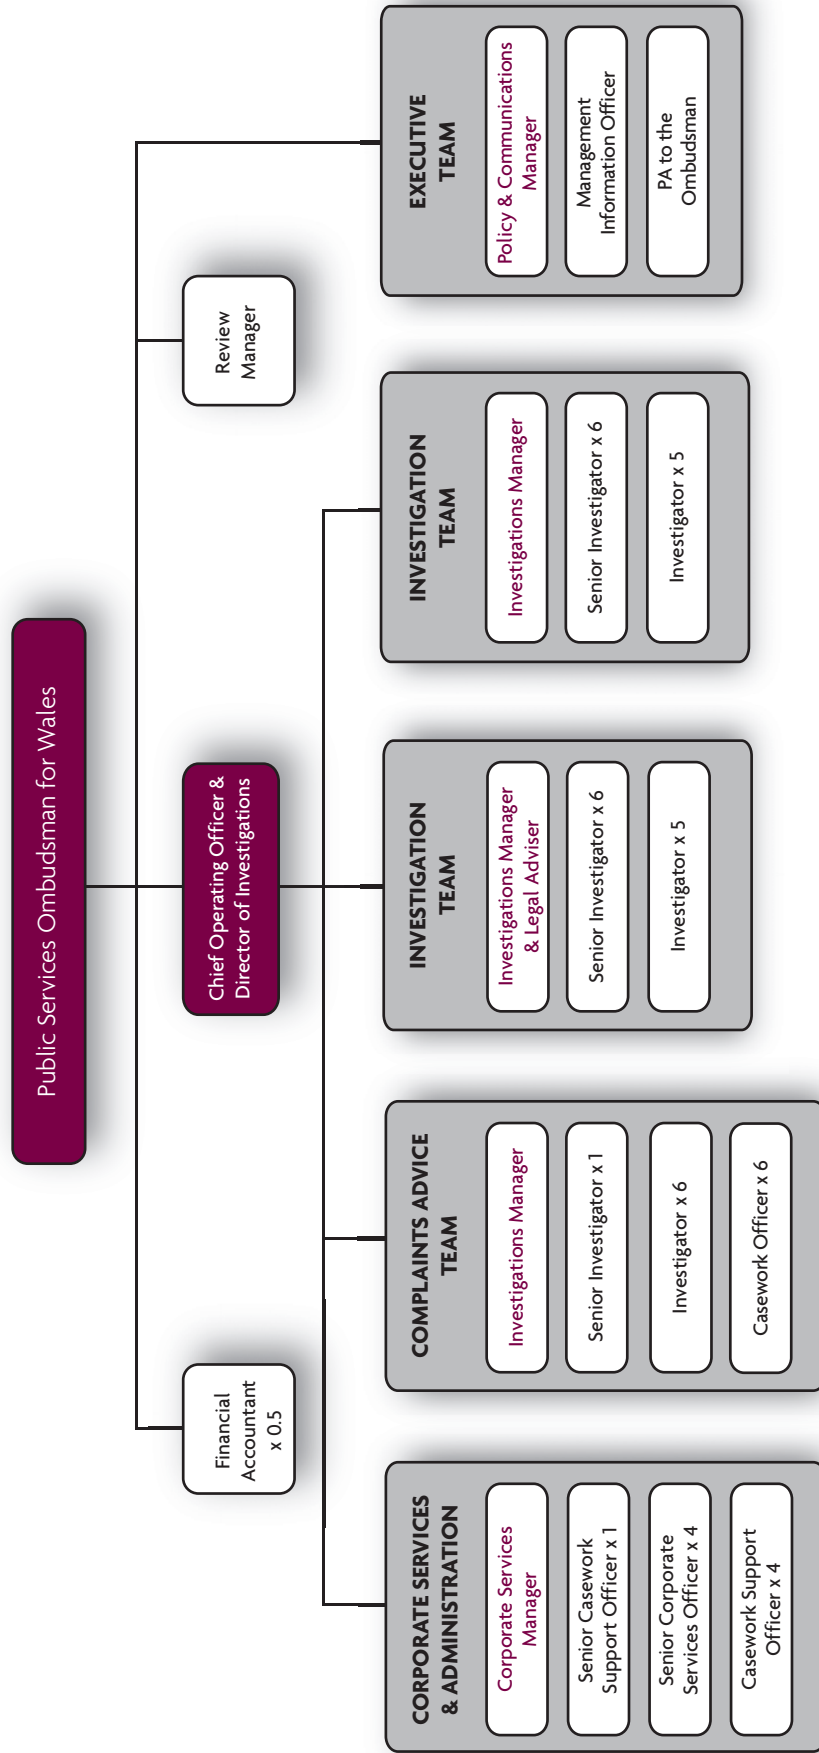 Public Services Ombudsman for Wales
Financial
Accountant
x 0.5
Chief Operating Officer &
Director of Investigations
Review
Manager
CORPORATE SERVICES
& ADMINISTRATION
Corporate Services
Manager
Senior Casework
Support Officer x 1
Senior Corporate
Services Officer x 4
Casework Support
Officer x 4
COMPLAINTS ADVICE
TEAM
Investigations Manager
Senior Investigator x 1
Investigator x 6
Casework Officer x 6
INVESTIGATION
TEAM
Investigations Manager
& Legal Adviser
Senior Investigator x 6
Investigator x 5
INVESTIGATION
TEAM
Investigations Manager
Senior Investigator x 6
Investigator x 5
EXECUTIVE
TEAM
Policy & Communications
Manager
Management
Information Officer
PA to the
Ombudsman